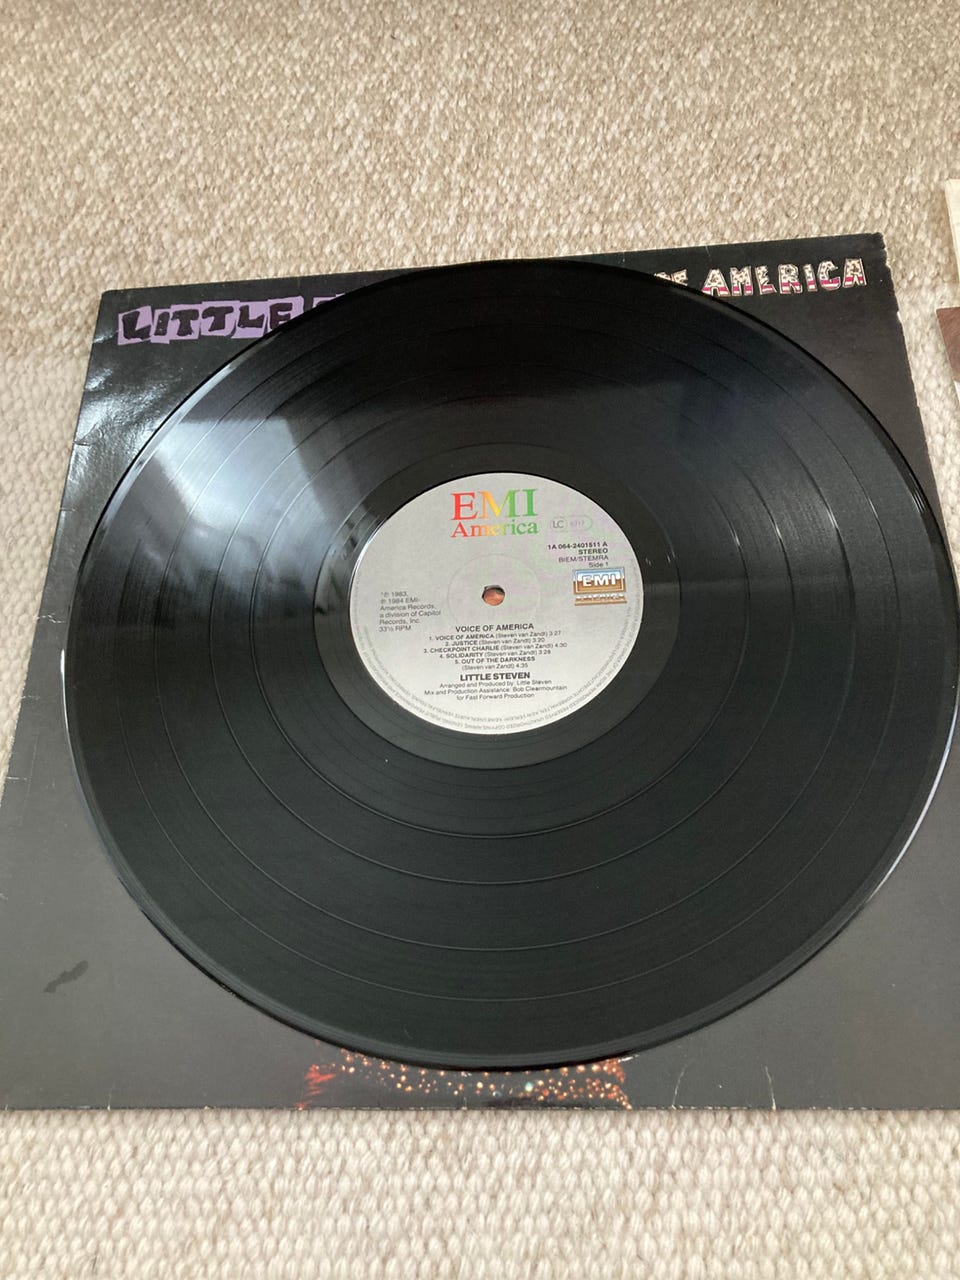 LITTLE
AMERICA
EMI
America
LC
1A 064-2401511 A
STEREO
BIEM/STEMRA
Side 1
EMI
AMERICA
℗ 1983,
℗ 1984 EMI-
America Records,
a division of Capitol
Records, Inc.
33⅓ RPM
VOICE OF AMERICA
1. VOICE OF AMERICA (Steven van Zandt) 3:27
2. JUSTICE (Steven van Zandt) 3:20
3. CHECKPOINT CHARLIE (Steven van Zandt) 4:30
4. SOLIDARITY (Steven van Zandt) 3:28
5. OUT OF THE DARKNESS
(Steven van Zandt) 4:35
LITTLE STEVEN
Arranged and Produced by: Little Steven
Mix and Production Assistance: Bob Clearmountain
for Fast Forward Production